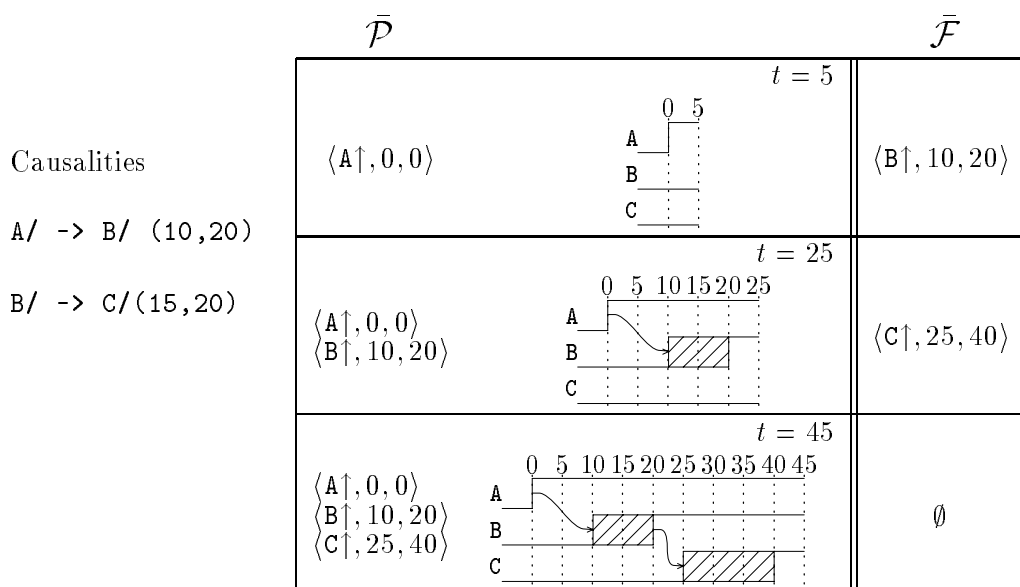 P̄ F̄
Causalities
A/ -> B/ (10,20)
B/ -> C/(15,20)
t = 5
⟨A↑, 0, 0⟩
0 5
A
B
C
⟨B↑, 10, 20⟩
t = 25
⟨A↑, 0, 0⟩
⟨B↑, 10, 20⟩
0 5 10 15 20 25
A
B
C
⟨C↑, 25, 40⟩
t = 45
⟨A↑, 0, 0⟩
⟨B↑, 10, 20⟩
⟨C↑, 25, 40⟩
0 5 10 15 20 25 30 35 40 45
A
B
C
∅